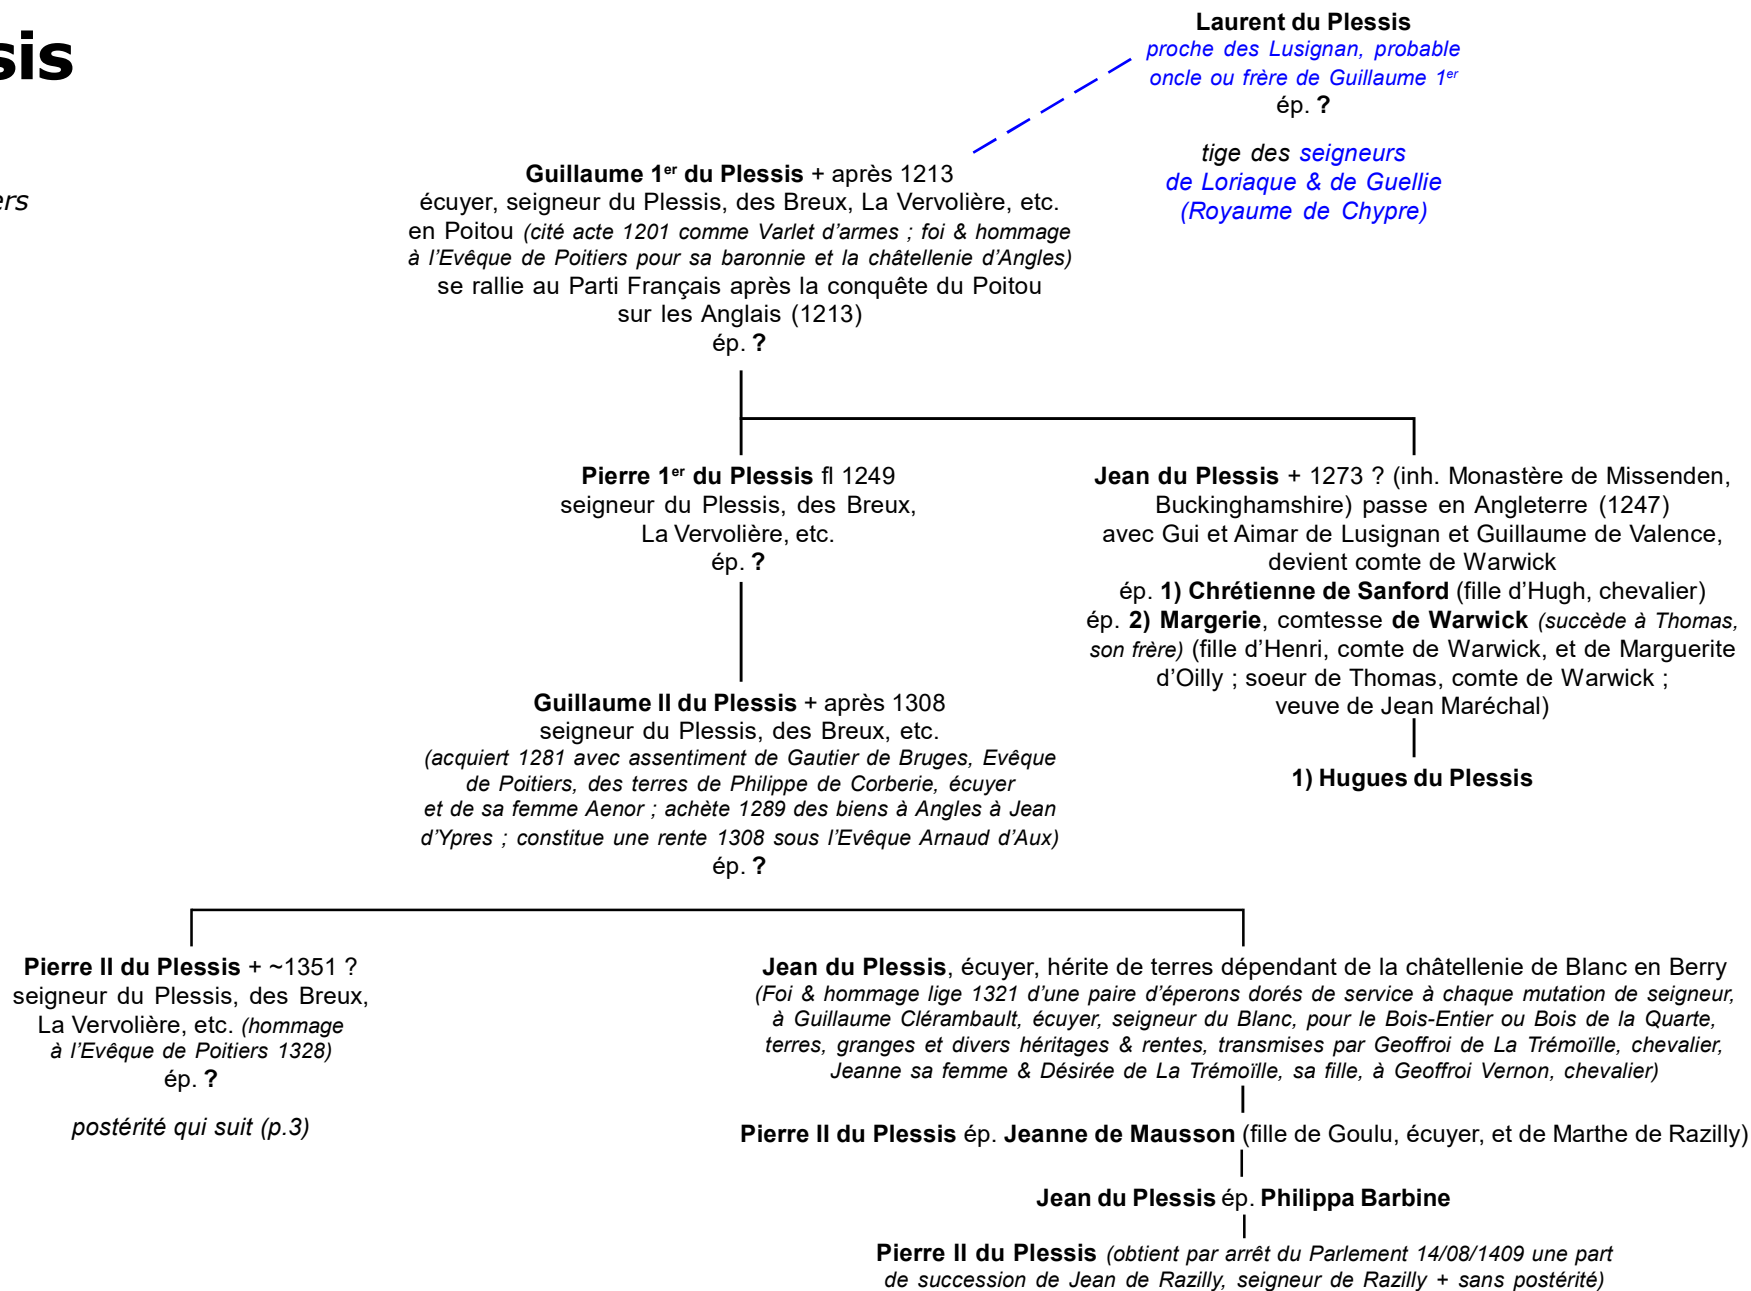 sis
ers
Laurent du Plessis
proche des Lusignan, probable
oncle ou frère de Guillaume 1er
ép. ?
tige des seigneurs
de Loriaque & de Guellie
(Royaume de Chypre)
Guillaume 1er du Plessis + après 1213
écuyer, seigneur du Plessis, des Breux, La Vervolière, etc.
en Poitou (cité acte 1201 comme Varlet d’armes ; foi & hommage
à l’Evêque de Poitiers pour sa baronnie et la châtellenie d’Angles)
se rallie au Parti Français après la conquête du Poitou
sur les Anglais (1213)
ép. ?
Pierre 1er du Plessis fl 1249
seigneur du Plessis, des Breux,
La Vervolière, etc.
ép. ?
Jean du Plessis + 1273 ? (inh. Monastère de Missenden,
Buckinghamshire) passe en Angleterre (1247)
avec Gui et Aimar de Lusignan et Guillaume de Valence,
devient comte de Warwick
ép. 1) Chrétienne de Sanford (fille d’Hugh, chevalier)
ép. 2) Margerie, comtesse de Warwick (succède à Thomas,
son frère) (fille d’Henri, comte de Warwick, et de Marguerite
d’Oilly ; soeur de Thomas, comte de Warwick ;
veuve de Jean Maréchal)
1) Hugues du Plessis
Guillaume II du Plessis + après 1308
seigneur du Plessis, des Breux, etc.
(acquiert 1281 avec assentiment de Gautier de Bruges, Evêque
de Poitiers, des terres de Philippe de Corberie, écuyer
et de sa femme Aenor ; achète 1289 des biens à Angles à Jean
d’Ypres ; constitue une rente 1308 sous l’Evêque Arnaud d’Aux)
ép. ?
Pierre II du Plessis + ~1351 ?
seigneur du Plessis, des Breux,
La Vervolière, etc. (hommage
à l’Evêque de Poitiers 1328)
ép. ?
postérité qui suit (p.3)
Jean du Plessis, écuyer, hérite de terres dépendant de la châtellenie de Blanc en Berry
(Foi & hommage lige 1321 d’une paire d’éperons dorés de service à chaque mutation de seigneur,
à Guillaume Clérambault, écuyer, seigneur du Blanc, pour le Bois-Entier ou Bois de la Quarte,
terres, granges et divers héritages & rentes, transmises par Geoffroi de La Trémoïlle, chevalier,
Jeanne sa femme & Désirée de La Trémoïlle, sa fille, à Geoffroi Vernon, chevalier)
Pierre II du Plessis ép. Jeanne de Mausson (fille de Goulu, écuyer, et de Marthe de Razilly)
Jean du Plessis ép. Philippa Barbine
Pierre II du Plessis (obtient par arrêt du Parlement 14/08/1409 une part
de succession de Jean de Razilly, seigneur de Razilly + sans postérité)